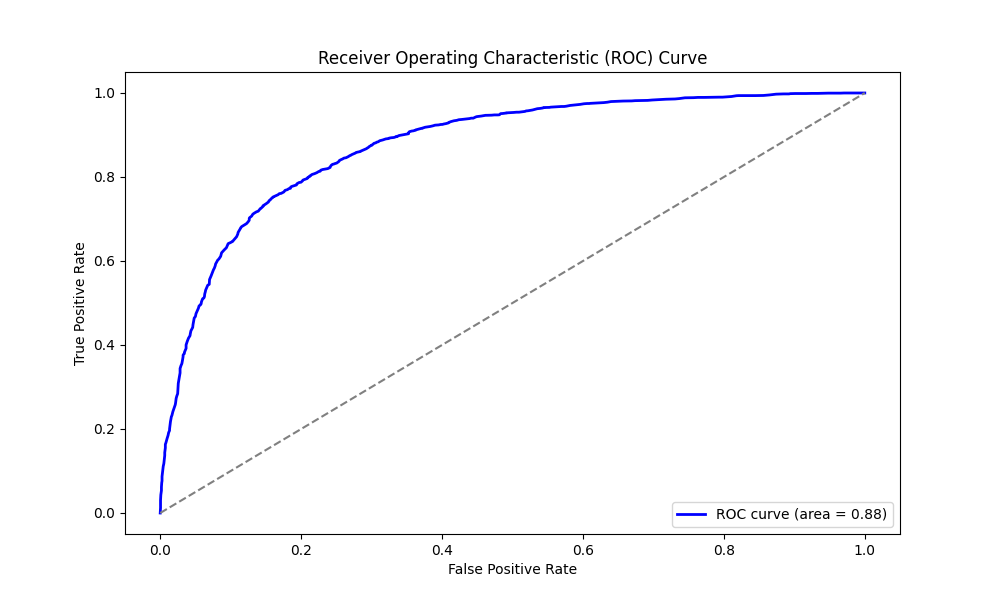 Receiver Operating Characteristic (ROC) Curve
True Positive Rate
1.0
0.8
0.6
0.4
0.2
0.0
ROC curve (area = 0.88)
0.0 0.2 0.4 0.6 0.8 1.0
False Positive Rate